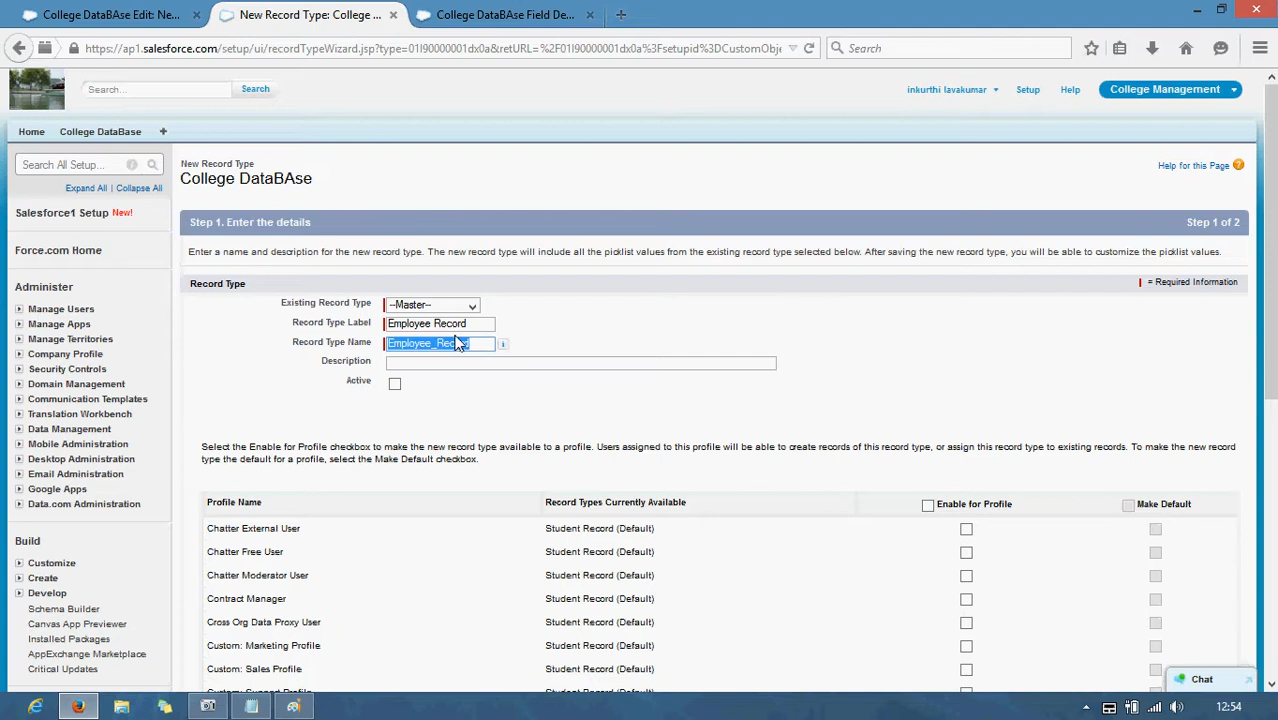 College DataBAse Edit: Ne...
New Record Type: College ...
College DataBAse Field De...
https://ap1.salesforce.com/setup/ui/recordTypeWizard.jsp?type=01I90000001dx0a&retURL=%2F01I90000001dx0a%3Fsetupid%3DCustomObje
Search
Search...
Search
inkurthi lavakumar
Setup
Help
College Management
Home
College DataBase
Search All Setup...
Expand All | Collapse All
Salesforce1 Setup New!
Force.com Home
Administer
Manage Users
Manage Apps
Manage Territories
Company Profile
Security Controls
Domain Management
Communication Templates
Translation Workbench
Data Management
Mobile Administration
Desktop Administration
Email Administration
Google Apps
Data.com Administration
Build
Customize
Create
Develop
Schema Builder
Canvas App Previewer
Installed Packages
AppExchange Marketplace
Critical Updates
New Record Type
College DataBAse
Help for this Page
Step 1. Enter the details
Step 1 of 2
Enter a name and description for the new record type. The new record type will include all the picklist values from the existing record type selected below. After saving the new record type, you will be able to customize the picklist values.
Record Type
= Required Information
Existing Record Type
--Master--
Record Type Label
Employee Record
Record Type Name
Employee_Record
Description
Active
Select the Enable for Profile checkbox to make the new record type available to a profile. Users assigned to this profile will be able to create records of this record type, or assign this record type to existing records. To make the new record
type the default for a profile, select the Make Default checkbox.
Profile Name
Record Types Currently Available
Enable for Profile
Make Default
Chatter External User
Student Record (Default)
Chatter Free User
Student Record (Default)
Chatter Moderator User
Student Record (Default)
Contract Manager
Student Record (Default)
Cross Org Data Proxy User
Student Record (Default)
Custom: Marketing Profile
Student Record (Default)
Custom: Sales Profile
Student Record (Default)
Custom: Support Profile
Student Record (Default)
Chat
12:54